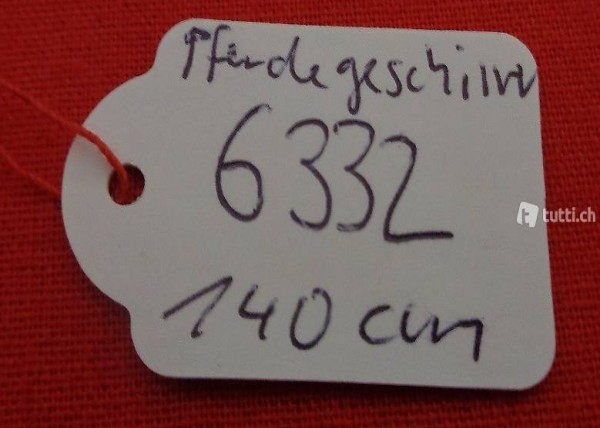 Pferdegeschirr
6332
tutti.ch
140 cm